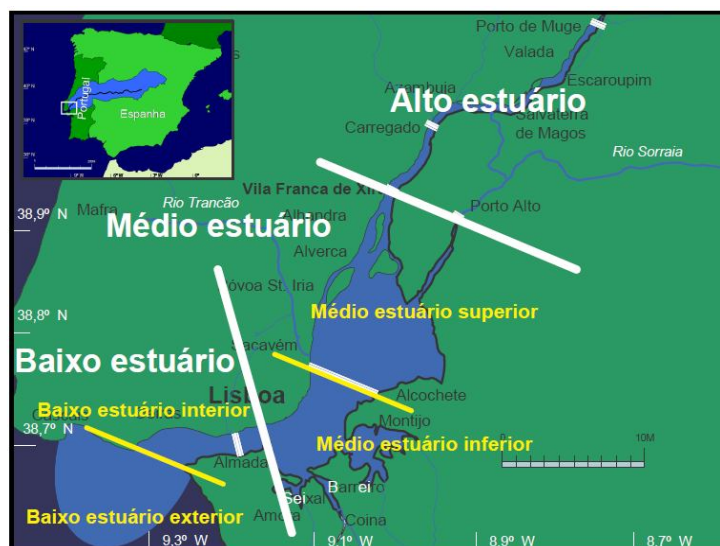 Portugal
Espanha
Porto de Muge
Valada
Escaroupim
Azambuja
Alto estuário
Salvaterra
de Magos
Carregado
Rio Sorraia
Vila Franca de Xir
Rio Trancão
Porto Alto
38,9º N
Mafra
Alhandra
Médio estuário
Alverca
Póvoa St. Iria
Médio estuário superior
38,8º N
Sacavém
Baixo estuário
Lisboa
Alcochete
Baixo estuário interior
Montijo
38,7º N
Médio estuário inferior
Almada
0
10M
Barreiro
Seixal
Baixo estuário exterior
Amora
Coina
9.3º W
9.1º W
8.9º W
8.7º W